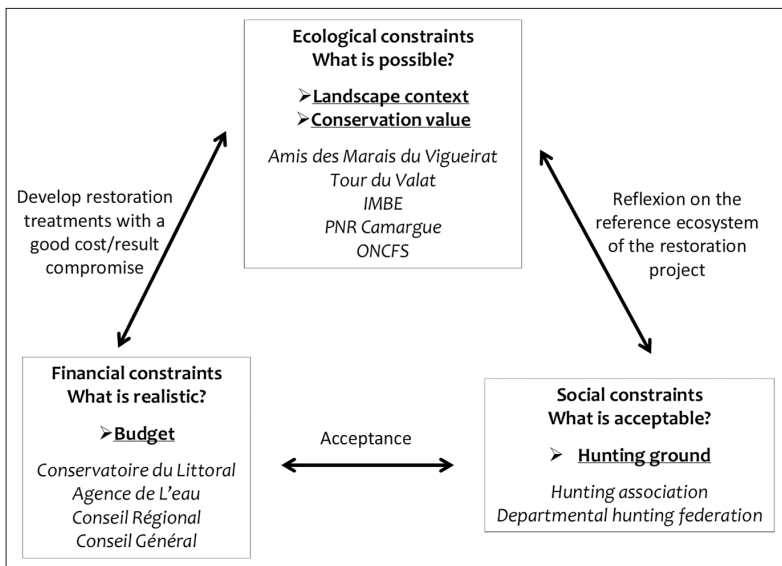 Ecological constraints
What is possible?
➢Landscape context
➢Conservation value
Amis des Marais du Vigueirat
Tour du Valat
IMBE
PNR Camargue
ONCFS
Develop restoration
treatments with a
good cost/result
compromise
Reflexion on the
reference ecosystem
of the restoration
project
Financial constraints
What is realistic?
➢Budget
Conservatoire du Littoral
Agence de L'eau
Conseil Régional
Conseil Général
Acceptance
Social constraints
What is acceptable?
➢ Hunting ground
Hunting association
Departmental hunting federation